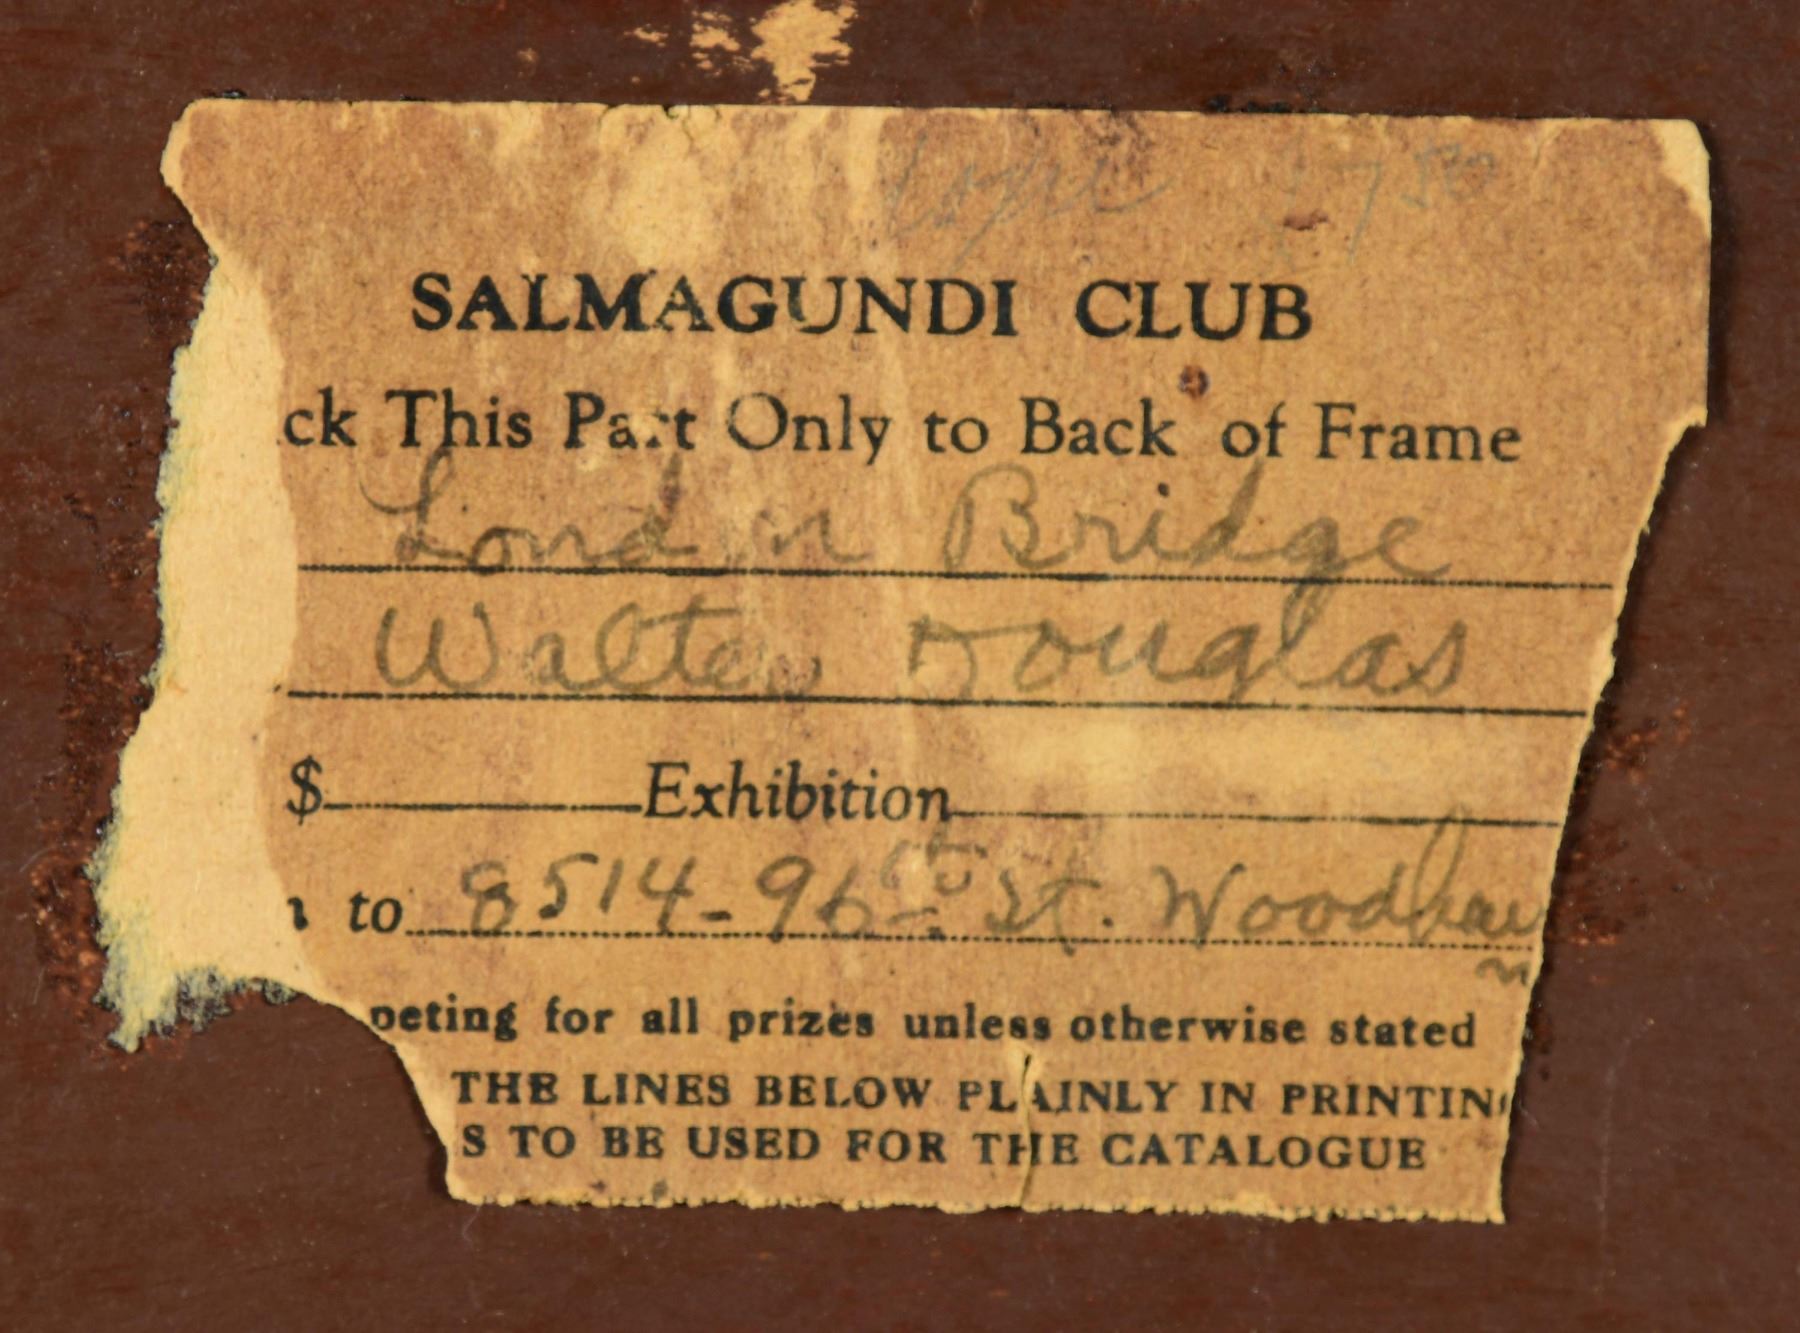 750
SALMAGUNDI CLUB
ck This Part Only to Back of Frame
London Bridge
Walter Douglas
$ Exhibition
n to 8514-96th St. Woodhav
n
peting for all prizes unless otherwise stated
THE LINES BELOW PLAINLY IN PRINTIN
S TO BE USED FOR THE CATALOGUE